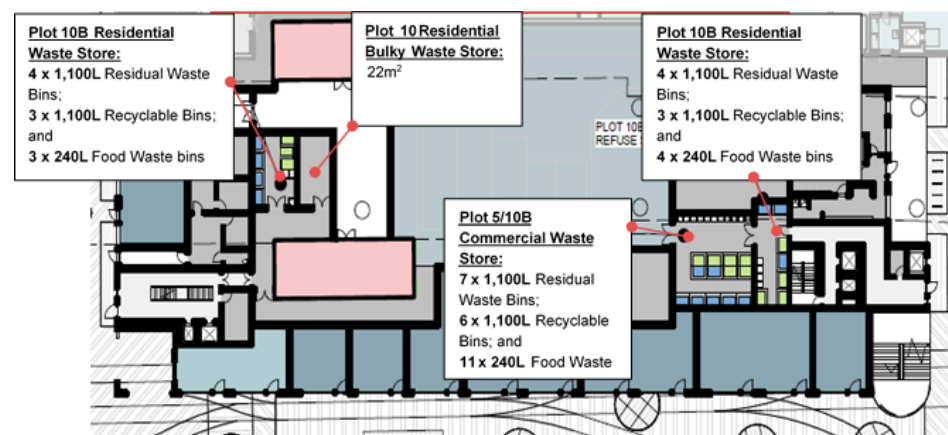 Plot 10B Residential
Waste Store:
4 x 1,100L Residual Waste
Bins;
3 x 1,100L Recyclable Bins;
and
3 x 240L Food Waste bins
Plot 10 Residential
Bulky Waste Store:
22m²
Plot 10B Residential
Waste Store:
4 x 1,100L Residual Waste
Bins;
3 x 1,100L Recyclable Bins;
and
4 x 240L Food Waste bins
PLOT 10B
REFUSE
Plot 5/10B
Commercial Waste
Store:
7 x 1,100L Residual
Waste Bins;
6 x 1,100L Recyclable
Bins; and
11 x 240L Food Waste